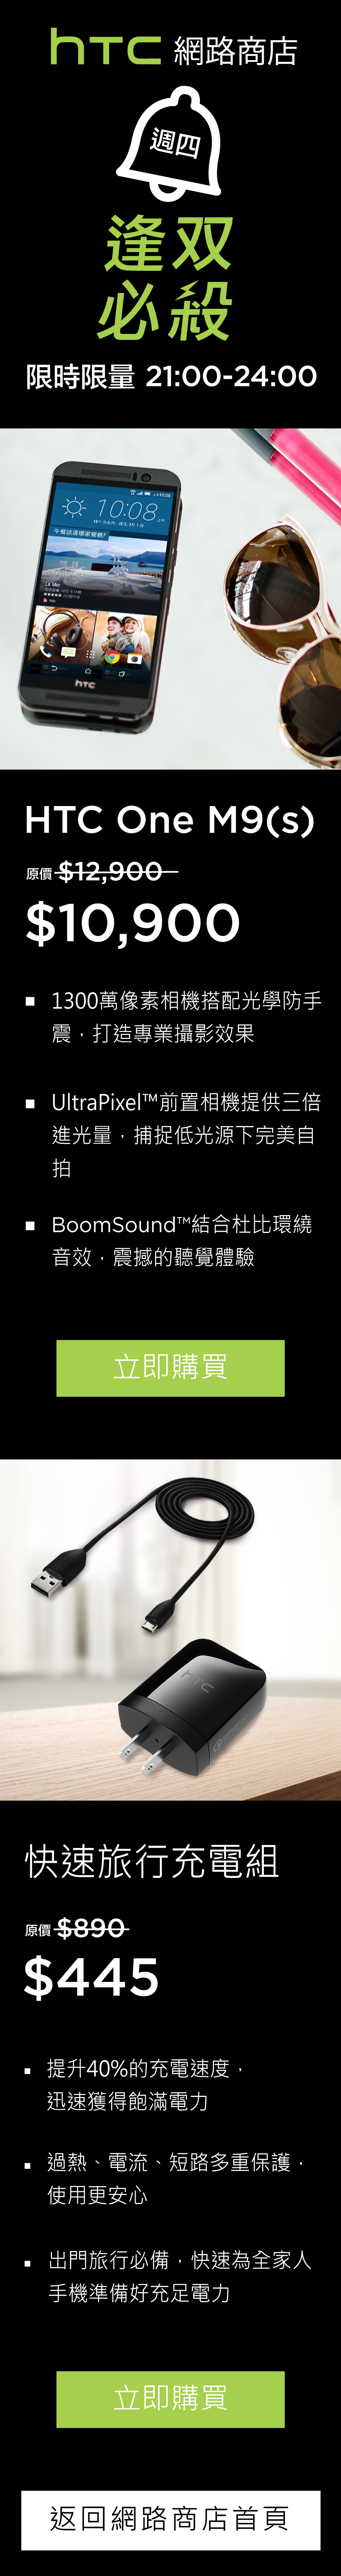 hTC 網路商店
週四
逢双
必殺
限時限量 21:00-24:00
10:08
午餐該選哪家餐廳?
La Mer
hTC
HTC One M9(s)
原價 $12,900
$10,900
1300萬像素相機搭配光學防手
震，打造專業攝影效果
UltraPixel™前置相機提供三倍
進光量，捕捉低光源下完美自
拍
BoomSound™結合杜比環繞
音效，震撼的聽覺體驗
立即購買
hTC
快速旅行充電組
原價 $890
$445
提升40%的充電速度，
迅速獲得飽滿電力
過熱、電流、短路多重保護，
使用更安心
出門旅行必備，快速為全家人
手機準備好充足電力
立即購買
返回網路商店首頁